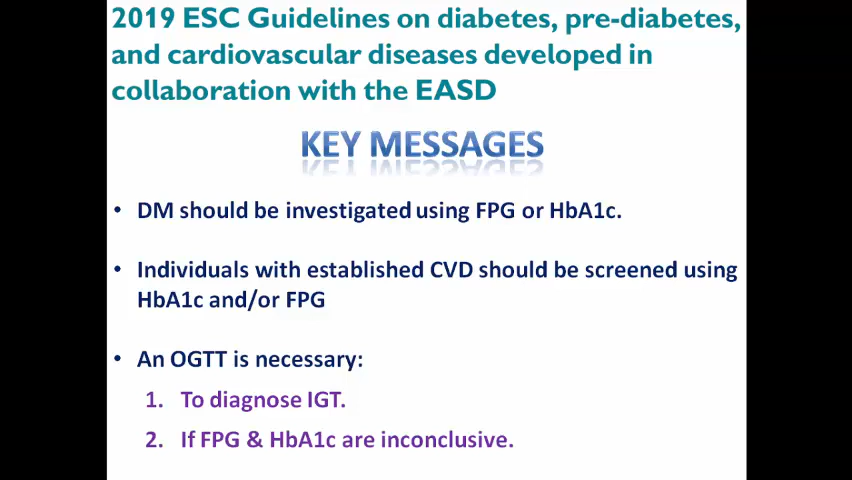 2019 ESC Guidelines on diabetes, pre-diabetes,
and cardiovascular diseases developed in
collaboration with the EASD
KEY MESSAGES
• DM should be investigated using FPG or HbA1c.
• Individuals with established CVD should be screened using
HbA1c and/or FPG
• An OGTT is necessary:
1. To diagnose IGT.
2. If FPG & HbA1c are inconclusive.